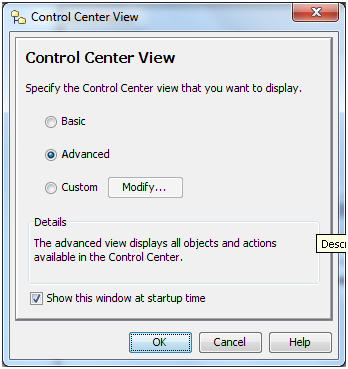 Control Center View
Control Center View
Specify the Control Center view that you want to display.
Basic
Advanced
Custom Modify...
Details
The advanced view displays all objects and actions
available in the Control Center.
Show this window at startup time
OK Cancel Help